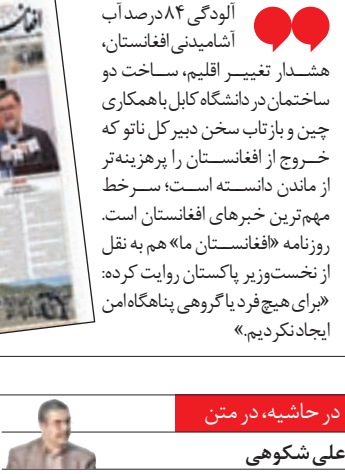 آلودگی ۸۴ درصد آب
آشامیدنی افغانستان،
هشدار تغییر اقلیم، ساخت دو
ساختمان در دانشگاه کابل با همکاری
چین و بازتاب سخن دبیر کل ناتو که
خروج از افغانستان را پرهزینه‌تر
از ماندن دانسته است؛ سرخط
مهم‌ترین خبرهای افغانستان است.
روزنامه «افغانستان ما» هم به نقل
از نخست‌وزیر پاکستان روایت کرده:
«برای هیچ فرد یا گروهی پناهگاه امن
ایجاد نکردیم.»
در حاشیه، در متن
علی شکوهی